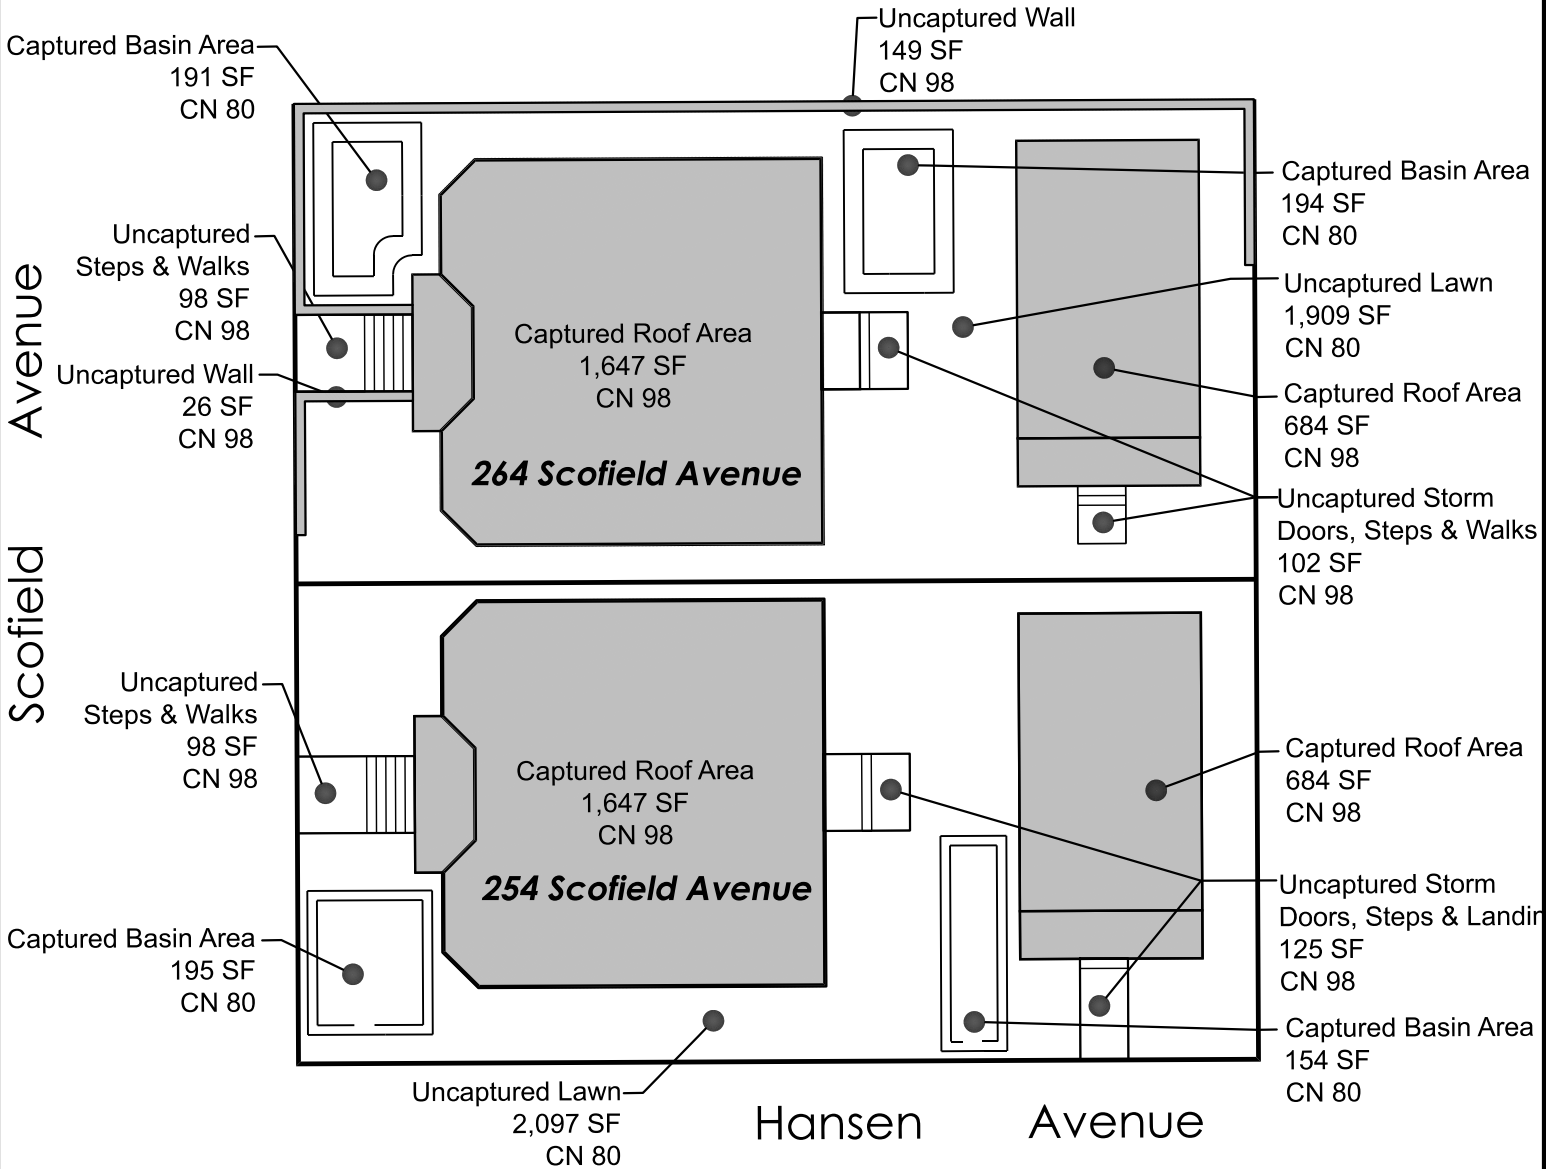 Uncaptured Wall
149 SF
CN 98
Captured Basin Area
191 SF
CN 80
Captured Basin Area
194 SF
CN 80
Uncaptured
Steps & Walks
98 SF
CN 98
Uncaptured Lawn
1,909 SF
CN 80
Captured Roof Area
1,647 SF
CN 98
Uncaptured Wall
26 SF
CN 98
Captured Roof Area
684 SF
CN 98
264 Scofield Avenue
Uncaptured Storm
Doors, Steps & Walks
102 SF
CN 98
Scofield Avenue
Uncaptured
Steps & Walks
98 SF
CN 98
Captured Roof Area
1,647 SF
CN 98
Captured Roof Area
684 SF
CN 98
254 Scofield Avenue
Uncaptured Storm
Doors, Steps & Landin
125 SF
CN 98
Captured Basin Area
195 SF
CN 80
Captured Basin Area
154 SF
CN 80
Uncaptured Lawn
2,097 SF
CN 80
Hansen Avenue